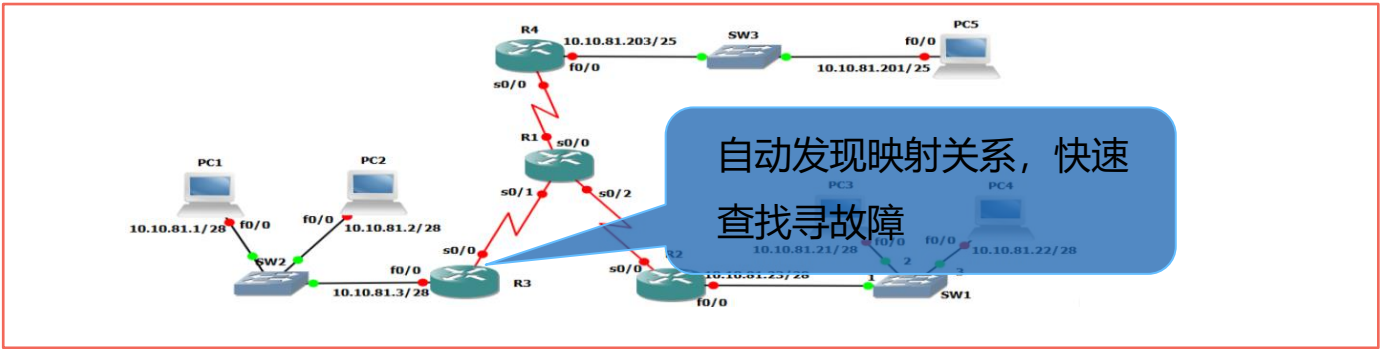 R4
10.10.81.203/25
SW3
f0/0
PC5
f0/0
10.10.81.201/25
s0/0
R1
s0/0
s0/1
s0/2
自动发现映射关系，快速
查找寻故障
PC1
PC2
PC3
PC4
10.10.81.1/28
f0/0
f0/0
10.10.81.2/28
10.10.81.21/28
f0/0
f0/0
10.10.81.22/28
SW2
s0/0
f0/0
10.10.81.3/28
R3
R2
s0/0
10.10.81.23/28
f0/0
1
2
3
SW1